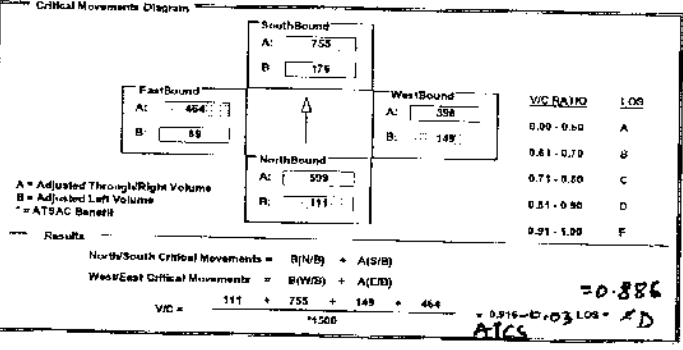 Critical Movements Diagram
SouthBound
A: 755
B: 176
EastBound
A: 464
B: 89
WestBound
A: 398
B: 149
NorthBound
A: 599
B: 111
V/C RATIO LOS
0.00 - 0.60 A
0.61 - 0.70 B
0.71 - 0.80 C
0.81 - 0.90 D
0.91 - 1.00 F
A = Adjusted Through/Right Volume
B = Adjusted Left Volume
* = ATSAC Benefit
Results
North/South Critical Movements = B(N/B) + A(S/B)
West/East Critical Movements = B(W/B) + A(E/B)
V/C = 111 + 755 + 149 + 464
*1500
= 0.916 - 0.03 LOS = D
=0.886
ATCS